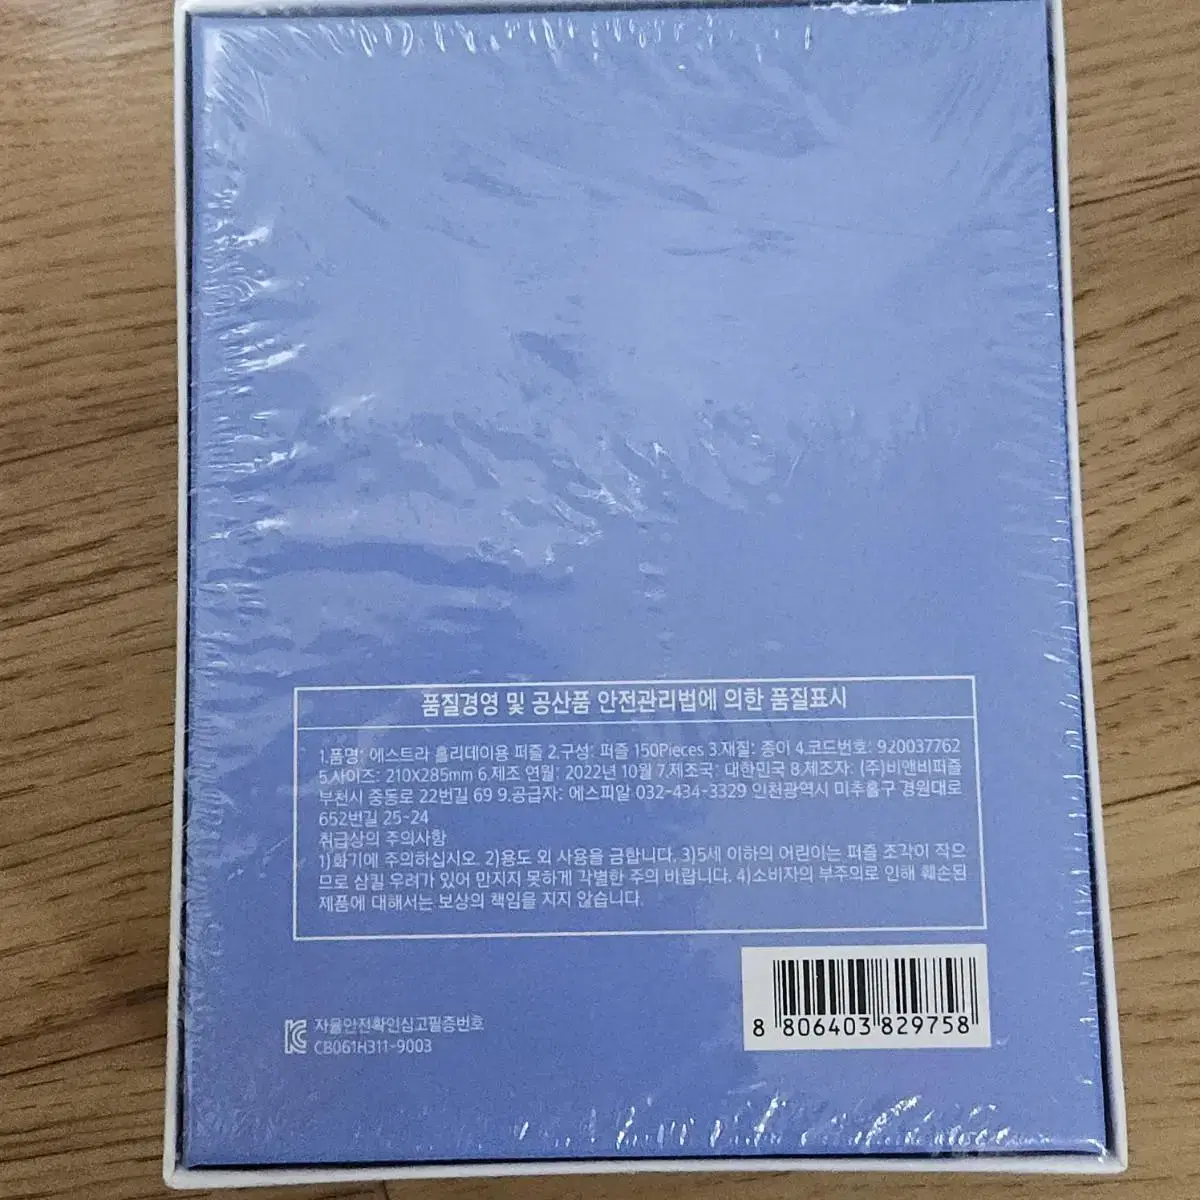 품질경영 및 공산품 안전관리법에 의한 품질표시
1.품명: 에스트라 홀리데이용 퍼즐 2.구성: 퍼즐 150Pieces 3.재질: 종이 4.코드번호: 920037762
5.사이즈: 210X285mm 6.제조 연월: 2022년 10월 7.제조국: 대한민국 8.제조자: (주)비앤비퍼즐
부천시 중동로 22번길 69 9.공급자: 에스피알 032-434-3329 인천광역시 미추홀구 경원대로
652번길 25-24
취급상의 주의사항
1)화기에 주의하십시오. 2)용도 외 사용을 금합니다. 3)5세 이하의 어린이는 퍼즐 조각이 작으
므로 삼킬 우려가 있어 만지지 못하게 각별한 주의 바랍니다. 4)소비자의 부주의로 인해 훼손된
제품에 대해서는 보상의 책임을 지지 않습니다.
자율안전확인심고필증번호
CB061H311-9003
8 806403 829758